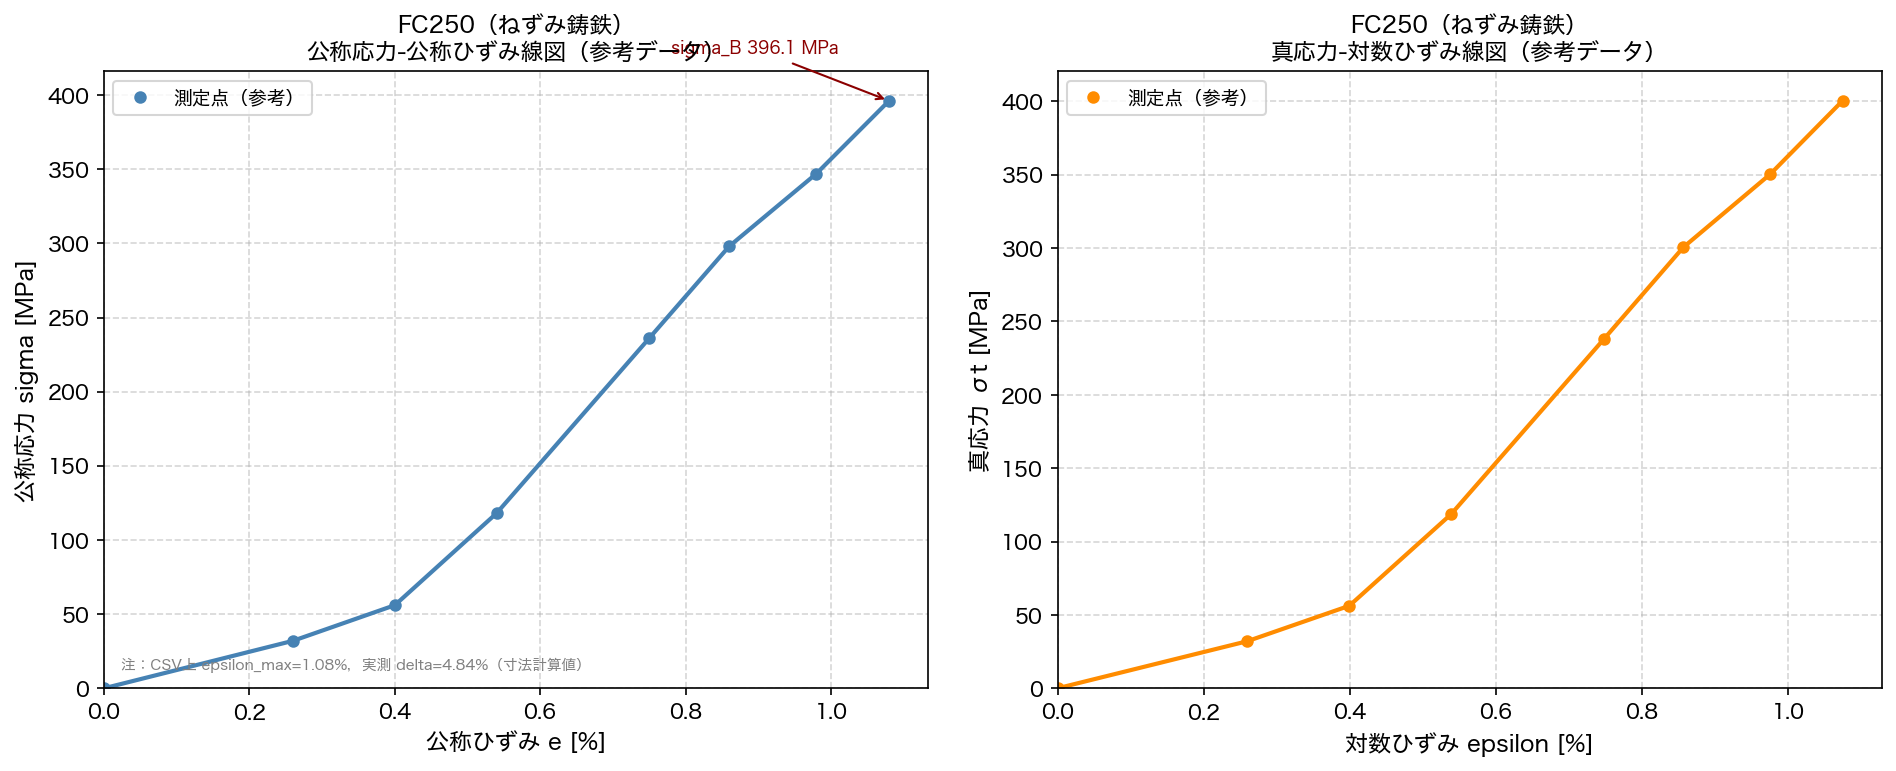 FC250（ねずみ鋳鉄）
公称応力-公称ひずみ線図（参考データ）
sigma_B 396.1 MPa
測定点（参考）
400
350
300
250
200
150
100
50
0
公称応力 sigma [MPa]
注：CSV上 epsilon_max=1.08%, 実測 delta=4.84%（寸法計算値）
0.0 0.2 0.4 0.6 0.8 1.0
公称ひずみ e [%]
FC250（ねずみ鋳鉄）
真応力-対数ひずみ線図（参考データ）
測定点（参考）
400
350
300
250
200
150
100
50
0
真応力 σt [MPa]
0.0 0.2 0.4 0.6 0.8 1.0
対数ひずみ epsilon [%]